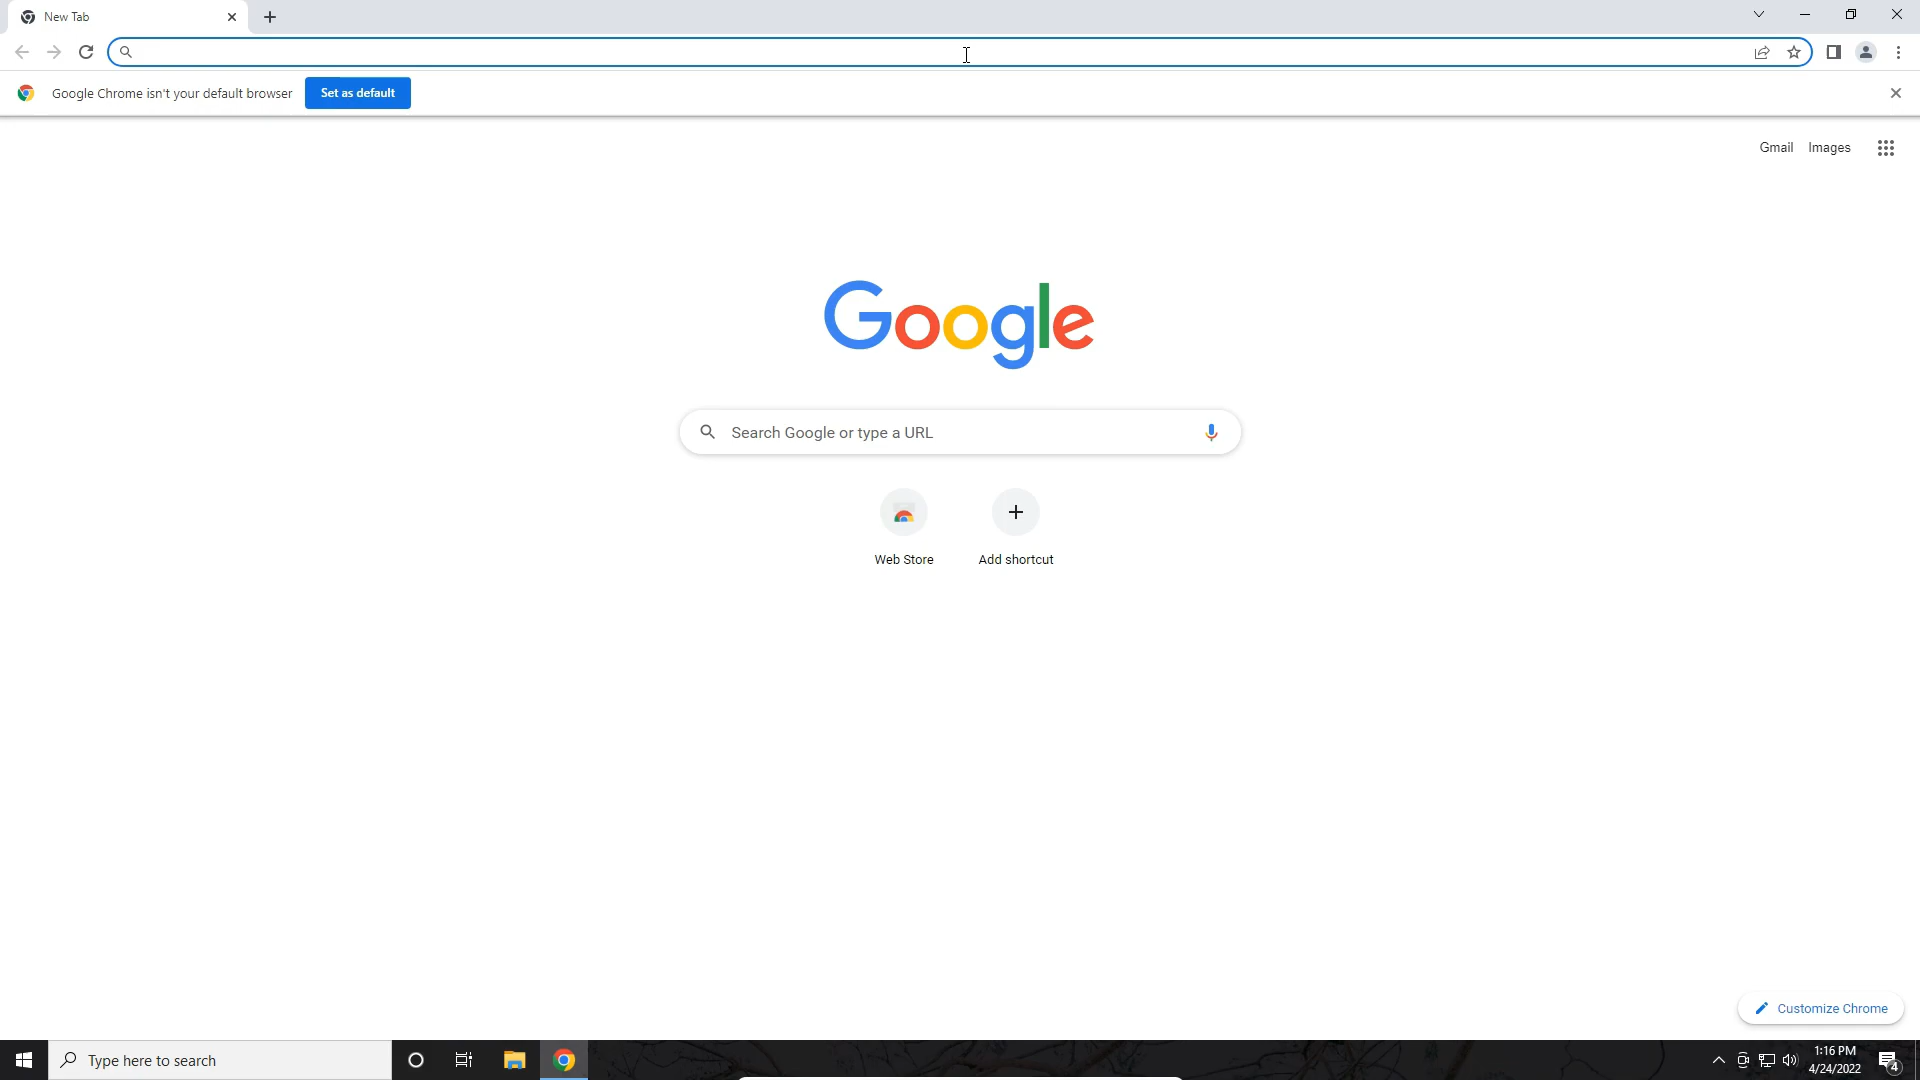 New Tab
Google Chrome isn't your default browser
Set as default
Gmail
Images
Google
Search Google or type a URL
Web Store
Add shortcut
Customize Chrome
Type here to search
1:16 PM
4/24/2022
4